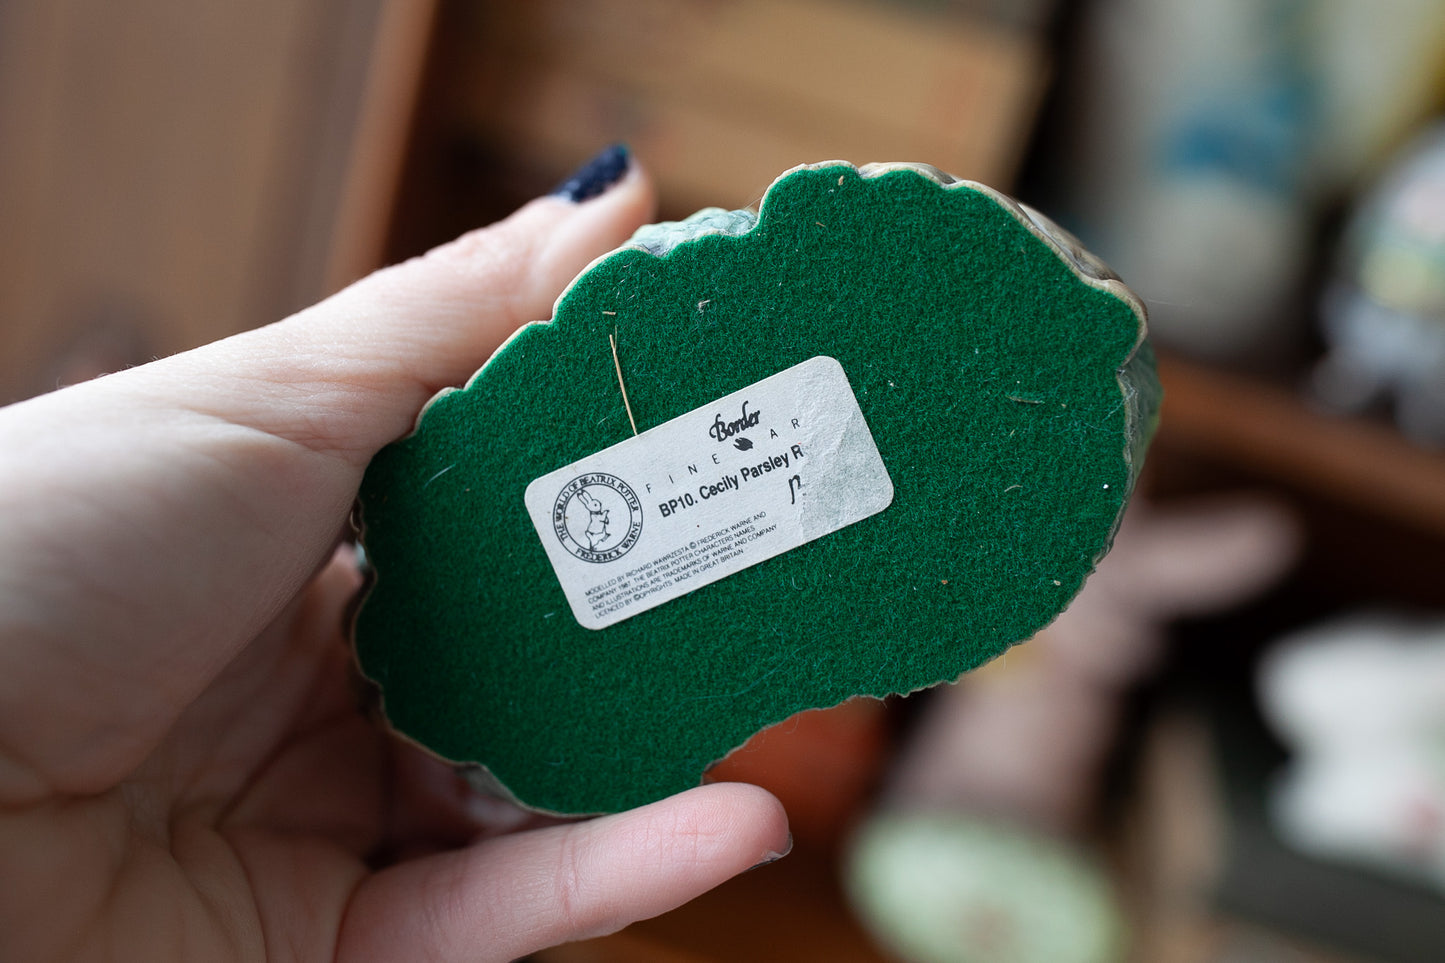 THE WORLD OF BEATRIX POTTER
FREDERICK WARNE
Border
FINE AR
BP10. Cecily Parsley R
MODELLED BY RICHARD WAWRZESTA © FREDERICK WARNE AND
COMPANY 1987. THE BEATRIX POTTER CHARACTERS NAMES
AND ILLUSTRATIONS ARE TRADEMARKS OF WARNE AND COMPANY
LICENCED BY ©OPYRIGHTS. MADE IN GREAT BRITAIN